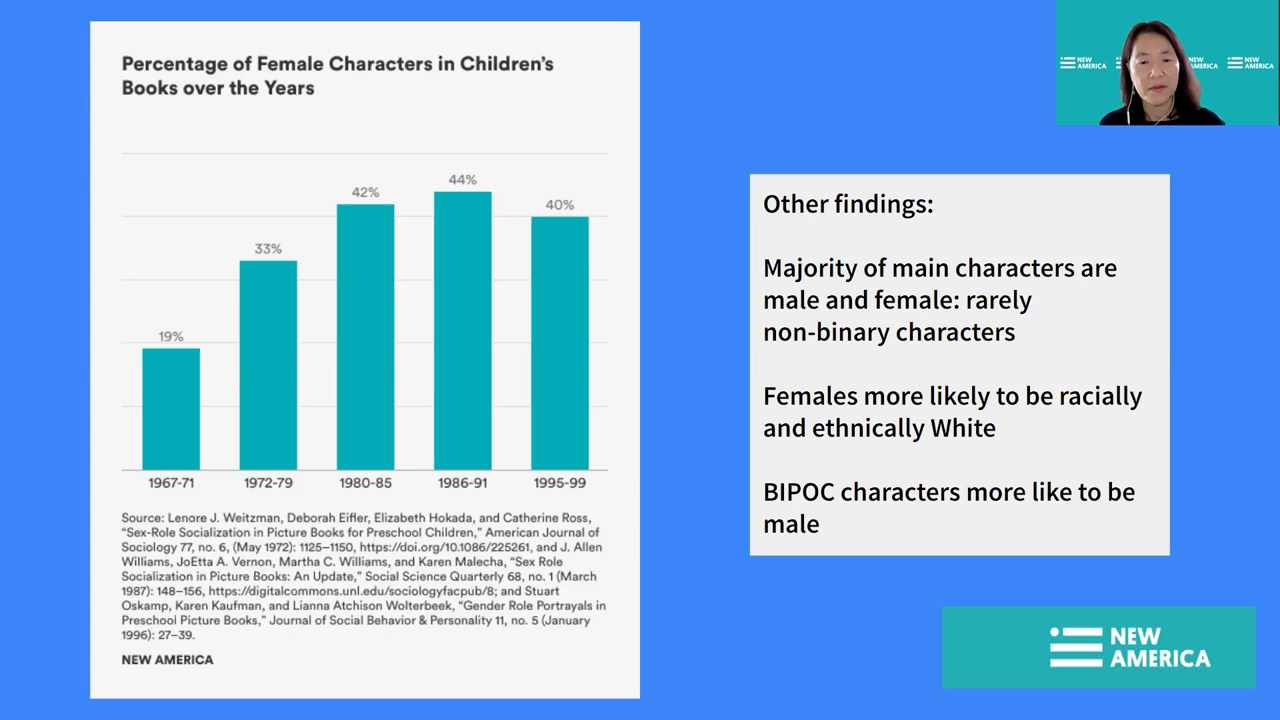 Percentage of Female Characters in Children's
Books over the Years
19%
33%
42%
44%
40%
1967-71
1972-79
1980-85
1986-91
1995-99
Source: Lenore J. Weitzman, Deborah Eifler, Elizabeth Hokada, and Catherine Ross,
"Sex-Role Socialization in Picture Books for Preschool Children," American Journal of
Sociology 77, no. 6, (May 1972): 1125–1150, https://doi.org/10.1086/225261, and J. Allen
Williams, JoEtta A. Vernon, Martha C. Williams, and Karen Malecha, "Sex Role
Socialization in Picture Books: An Update," Social Science Quarterly 68, no. 1 (March
1987): 148–156, https://digitalcommons.unl.edu/sociologyfacpub/8; and Stuart
Oskamp, Karen Kaufman, and Lianna Atchison Wolterbeek, "Gender Role Portrayals in
Preschool Picture Books," Journal of Social Behavior & Personality 11, no. 5 (January
1996): 27–39.
NEW AMERICA
NEW
AMERICA
NEW
AMERICA
NEW
AMERICA
Other findings:
Majority of main characters are
male and female: rarely
non-binary characters
Females more likely to be racially
and ethnically White
BIPOC characters more like to be
male
NEW
AMERICA